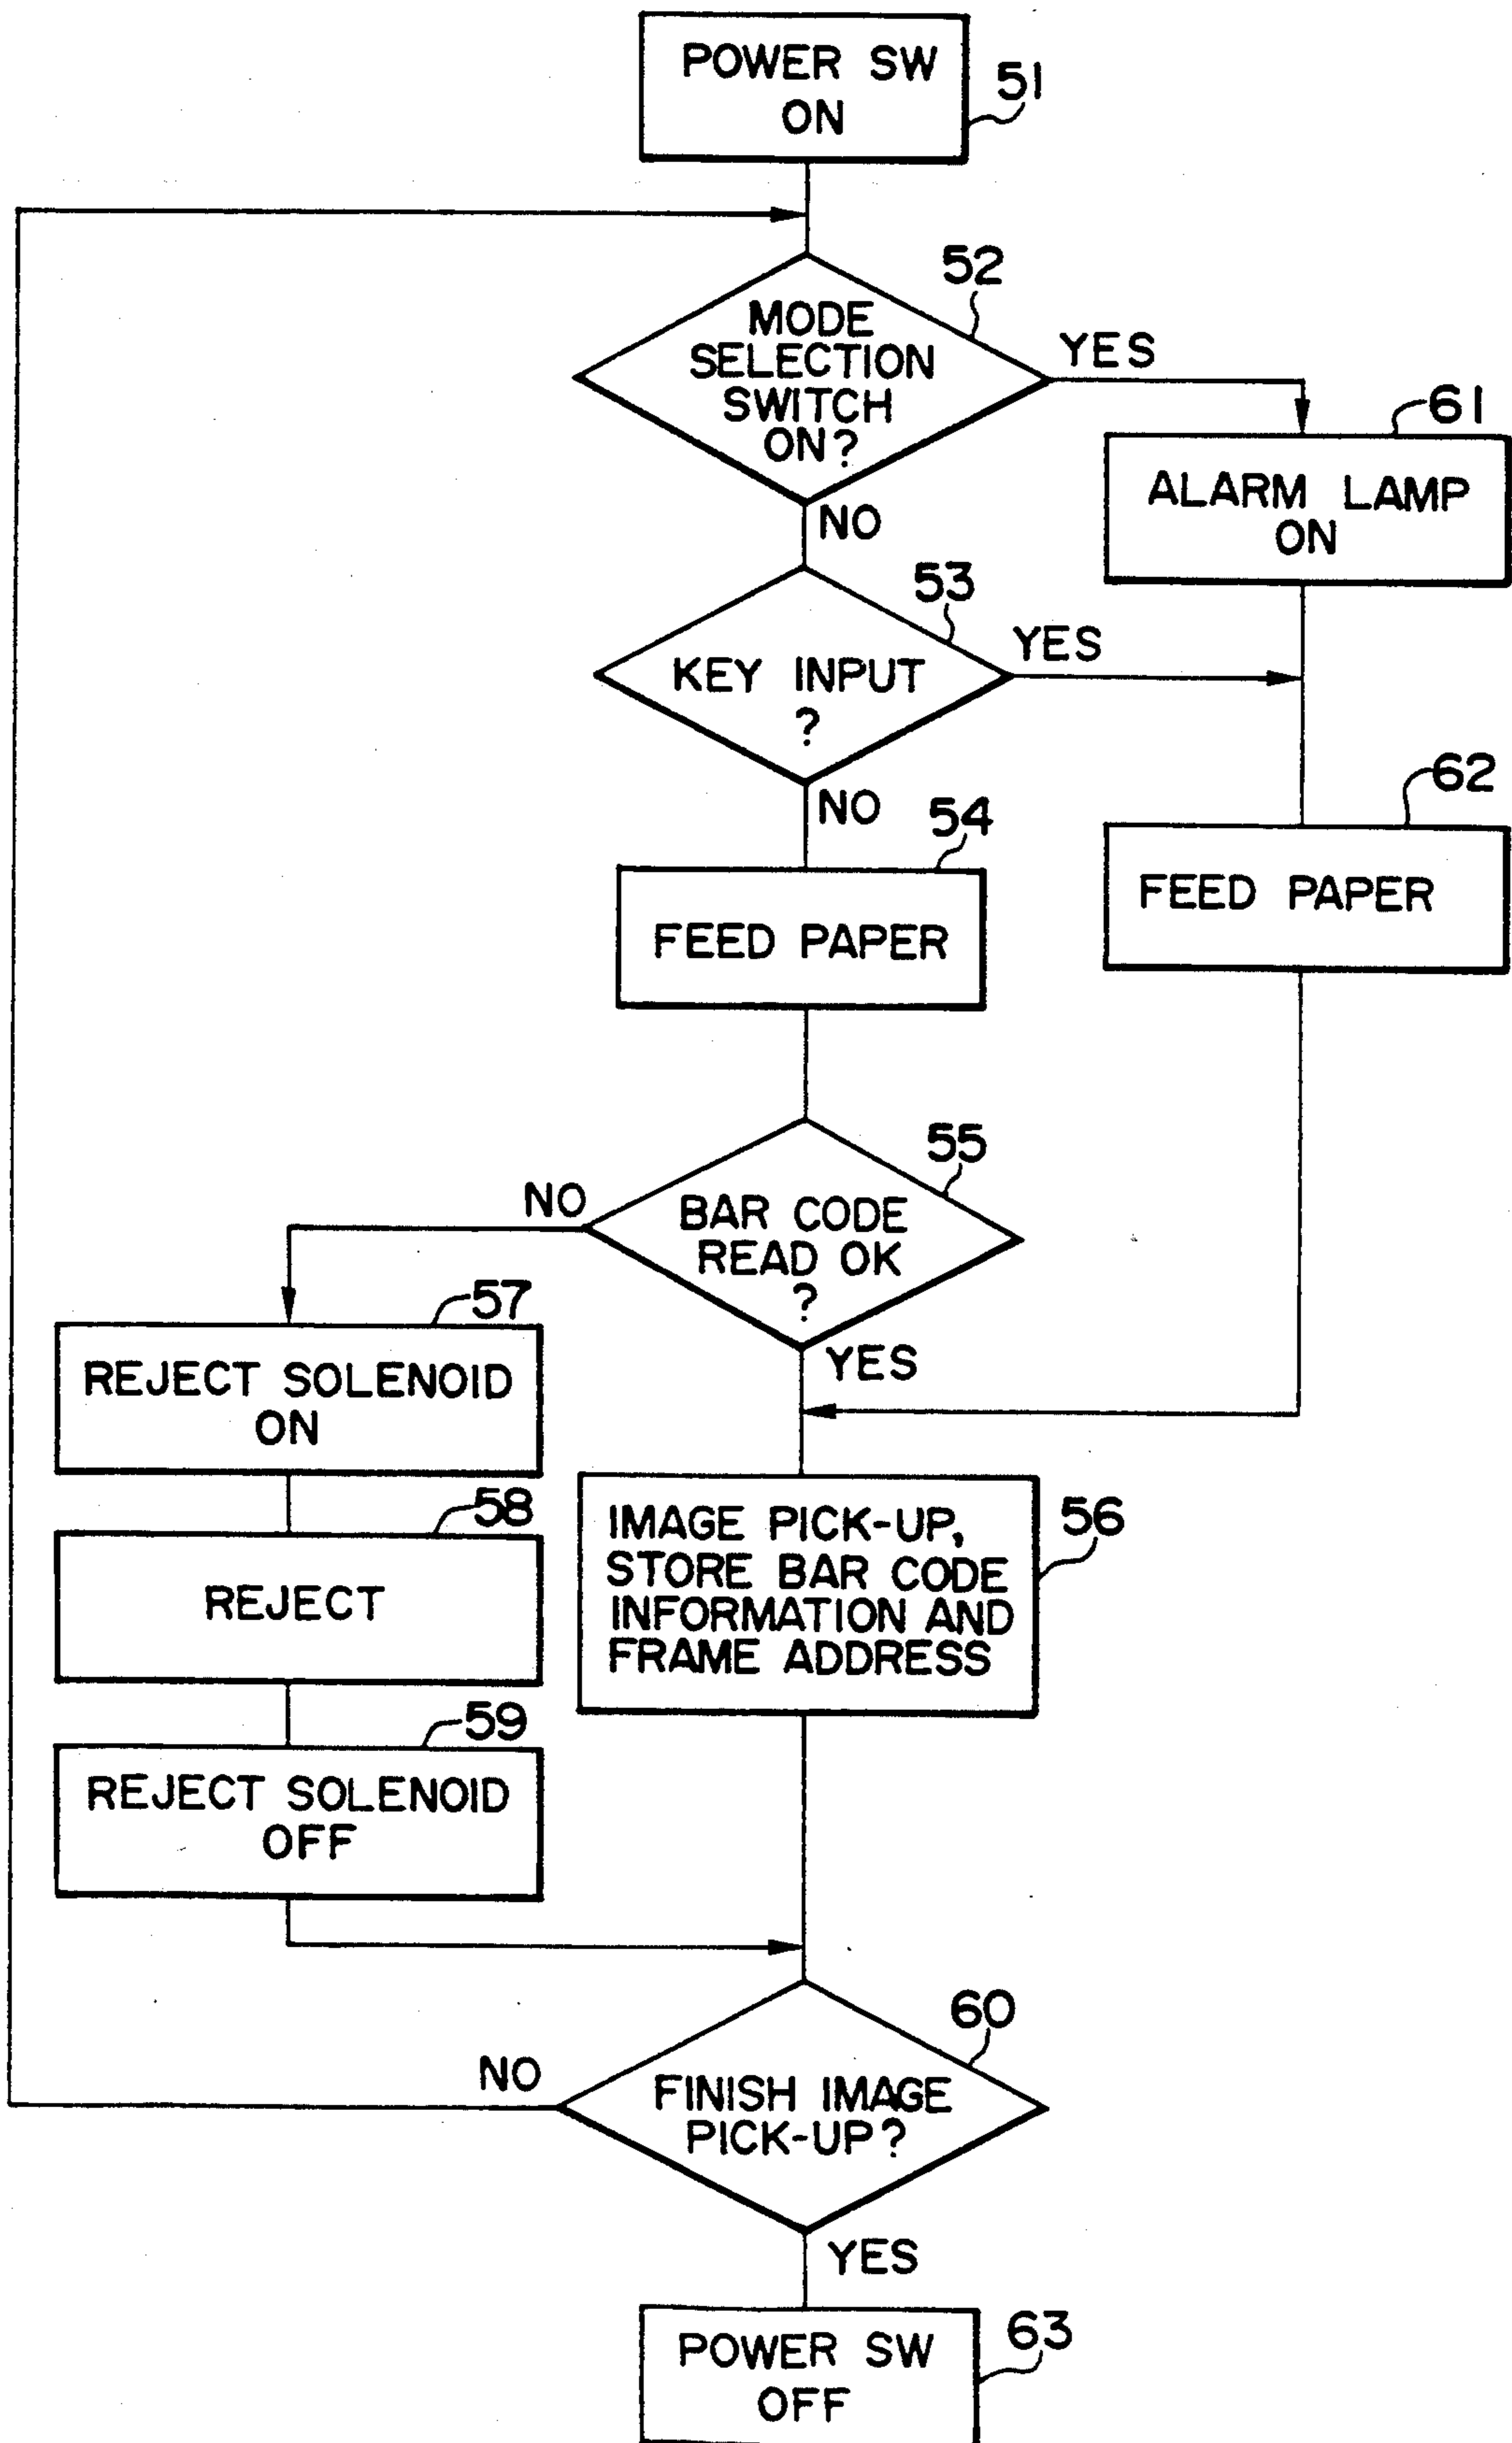 POWER SW
ON
51
52
MODE
SELECTION
SWITCH
ON?
YES
NO
61
ALARM LAMP
ON
53
KEY INPUT
?
YES
NO
62
FEED PAPER
54
FEED PAPER
55
BAR CODE
READ OK
?
NO
YES
57
REJECT SOLENOID
ON
58
REJECT
59
REJECT SOLENOID
OFF
56
IMAGE PICK-UP,
STORE BAR CODE
INFORMATION AND
FRAME ADDRESS
60
FINISH IMAGE
PICK-UP?
NO
YES
63
POWER SW
OFF